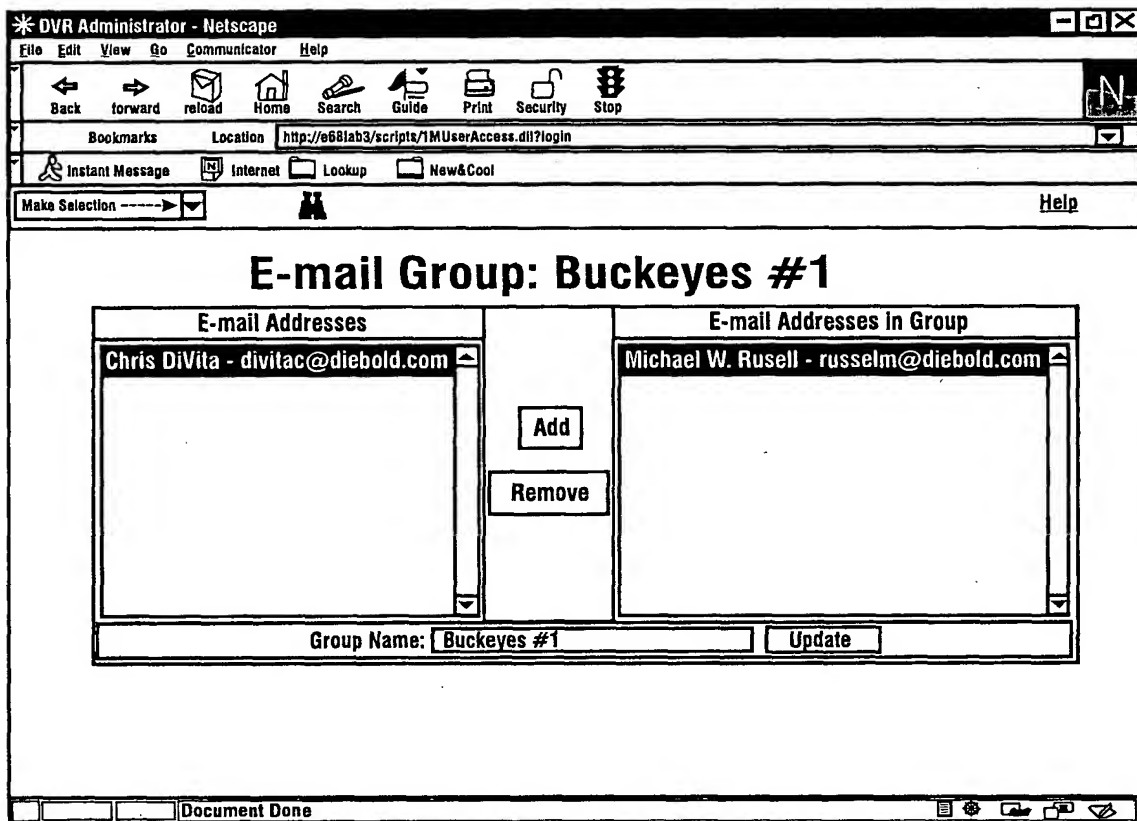 DVR Administrator - Netscape
File Edit View Go Communicator Help
Back forward reload Home Search Guide Print Security Stop
N
Bookmarks Location http://e68lab3/scripts/1MUserAccess.dll?login
Instant Message N Internet Lookup New&Cool
Make Selection -----> Help
E-mail Group: Buckeyes #1
E-mail Addresses E-mail Addresses in Group
Chris DiVita - divitac@diebold.com Michael W. Rusell - russelm@diebold.com
Add
Remove
Group Name: Buckeyes #1 Update
Document Done